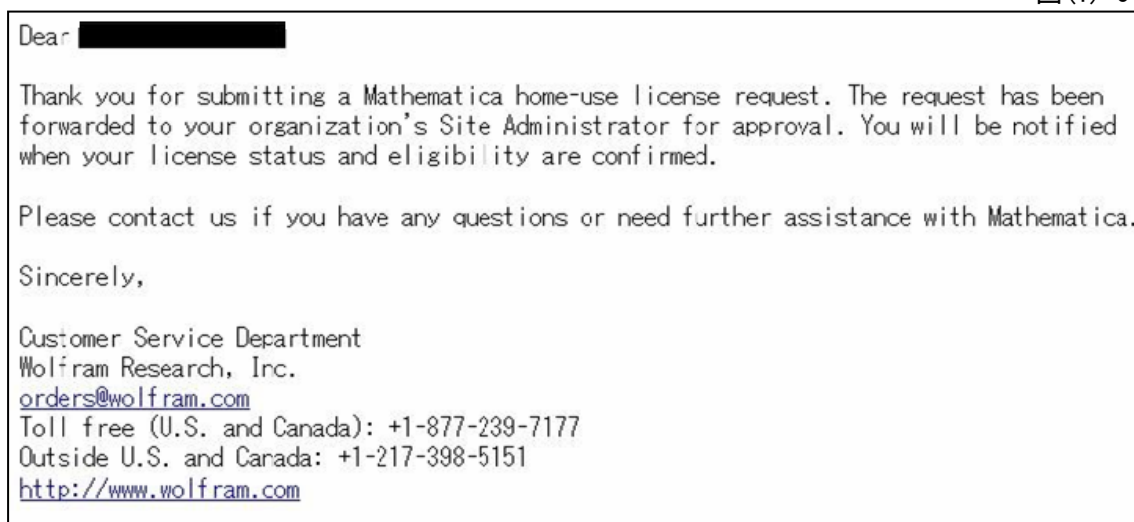 Dear
Thank you for submitting a Mathematica home-use license request. The request has been
forwarded to your organization's Site Administrator for approval. You will be notified
when your license status and eligibility are confirmed.
Please contact us if you have any questions or need further assistance with Mathematica.
Sincerely,
Customer Service Department
Wolfram Research, Inc.
orders@wolfram.com
Toll free (U.S. and Canada): +1-877-239-7177
Outside U.S. and Canada: +1-217-398-5151
http://www.wolfram.com